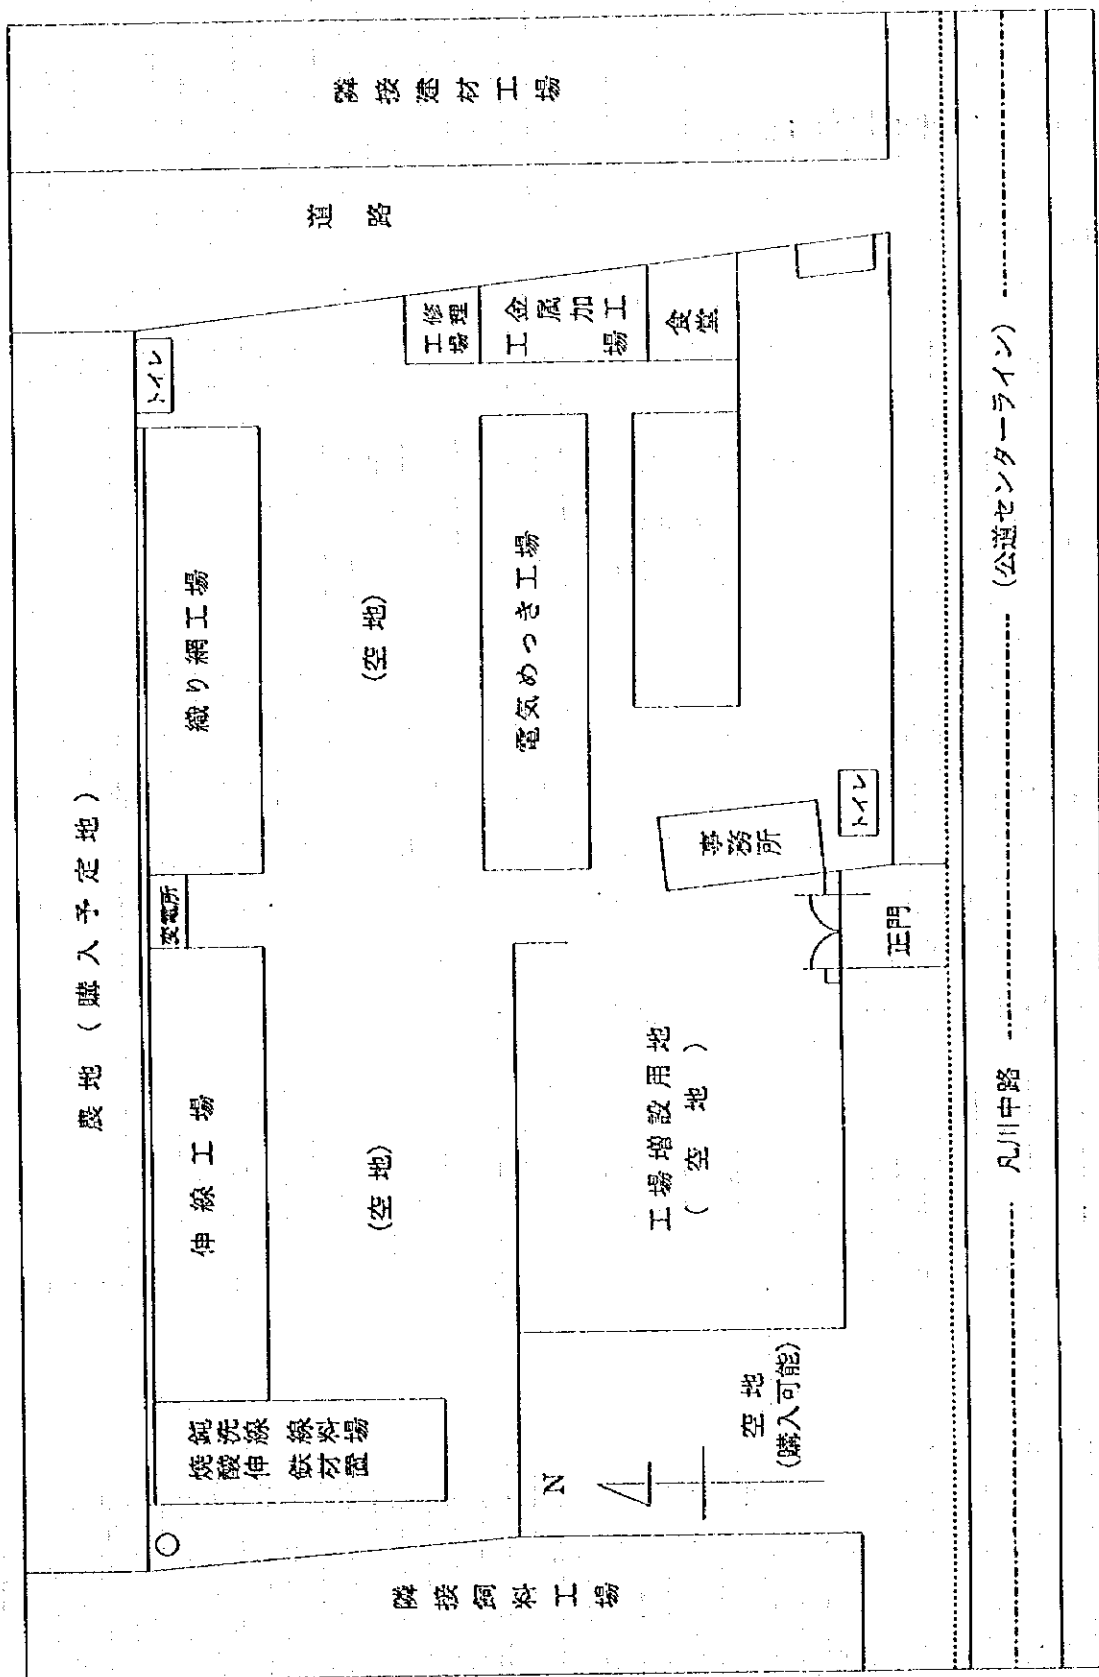 隣接建材工場
道路
農地（購入予定地）
トイレ
織り網工場
変電所
伸線工場
焼鈍
酸洗
伸線
鉄線
材料
置場
(空地)
(空地)
修理
工場
金属加工
工場
食堂
電気めっき工場
事務所
トイレ
正門
工場増設用地
(空地)
空地
(購入可能)
N
隣接飼料工場
凡川中路
(公道センターライン)